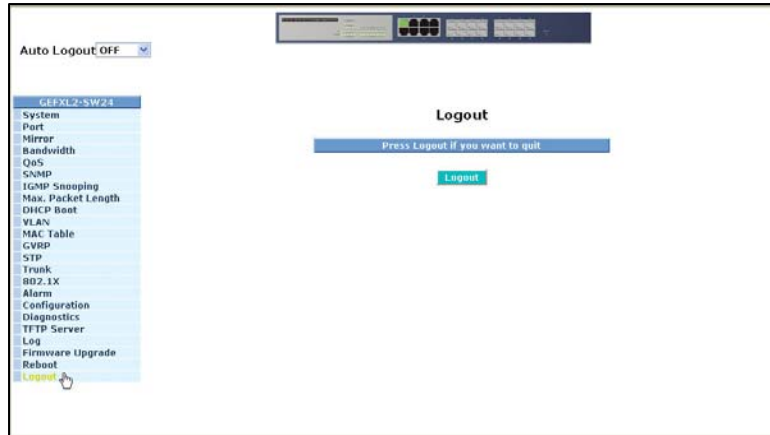 Auto Logout OFF
GEFXL2-SW24
System
Port
Mirror
Bandwidth
QoS
SNMP
IGMP Snooping
Max. Packet Length
DHCP Boot
VLAN
MAC Table
GVRP
STP
Trunk
802.1X
Alarm
Configuration
Diagnostics
TFTP Server
Log
Firmware Upgrade
Reboot
Logout
Logout
Press Logout if you want to quit
Logout